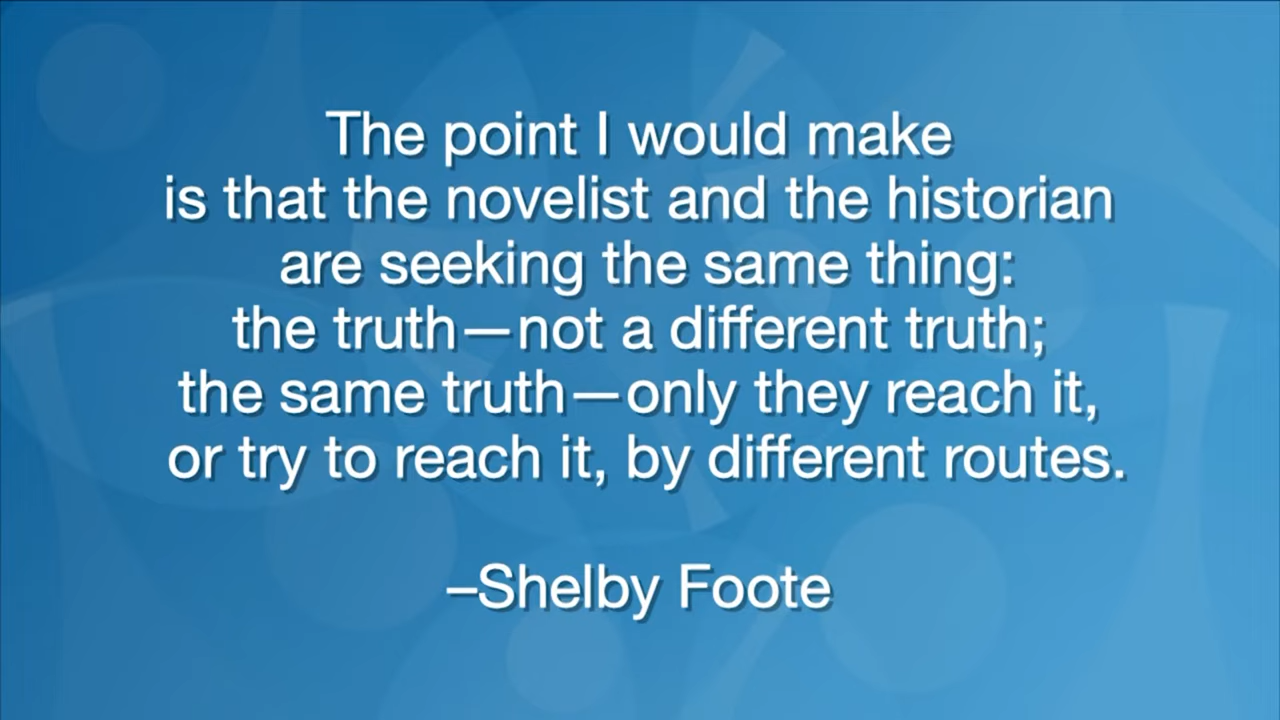 The point I would make
is that the novelist and the historian
are seeking the same thing:
the truth—not a different truth;
the same truth—only they reach it,
or try to reach it, by different routes.
–Shelby Foote